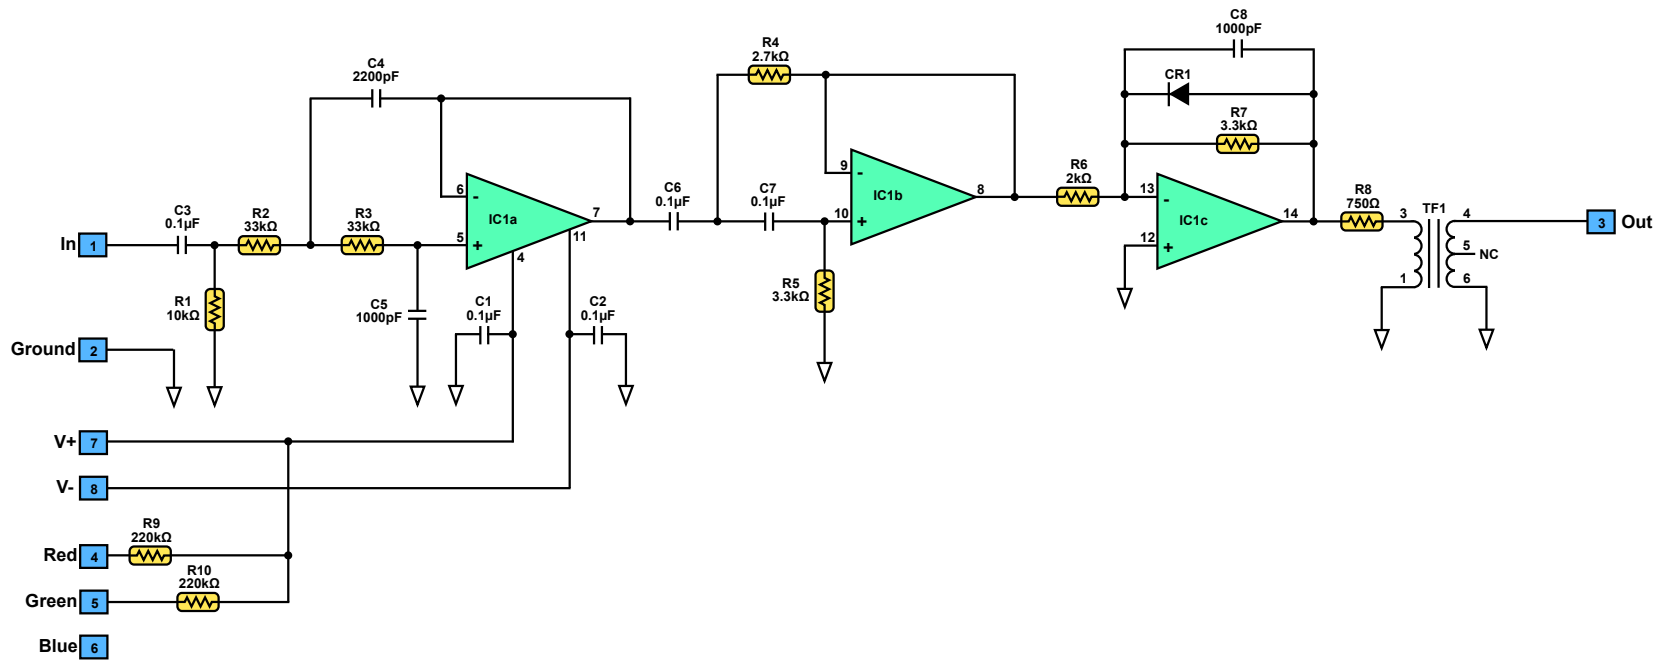 C8
1000pF
R4
2.7kΩ
C4
2200pF
CR1
R7
3.3kΩ
9
-
IC1b
8
10
+
R6
2kΩ
13
-
IC1c
14
12
+
6
-
IC1a
7
5
+
11
4
C6
0.1µF
C7
0.1µF
R8
750Ω
3
TF1
4
5
NC
1
6
3
Out
C3
0.1µF
R2
33kΩ
R3
33kΩ
In
1
R1
10kΩ
C5
1000pF
C1
0.1µF
C2
0.1µF
R5
3.3kΩ
Ground
2
V+
7
V-
8
R9
220kΩ
Red
4
R10
220kΩ
Green
5
Blue
6